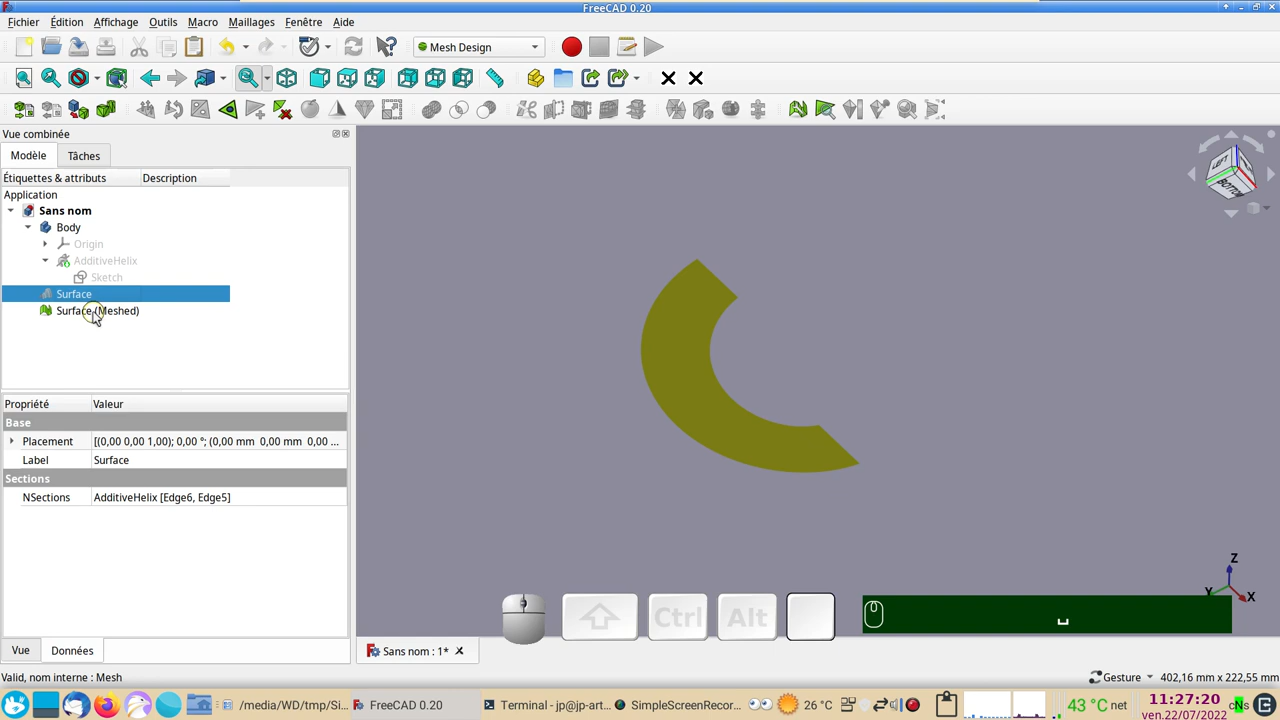 FreeCAD 0.20
Fichier Édition Affichage Outils Macro Maillages Fenêtre Aide
Mesh Design
Vue combinée
Modèle Tâches
Étiquettes & attributs Description
Application
Sans nom
Body
Origin
AdditiveHelix
Sketch
Surface
Surface (Meshed)
LEFT
BOTTOM
Propriété Valeur
Base
Placement [(0,00 0,00 1,00); 0,00 °; (0,00 mm 0,00 mm 0,00 ...
Label Surface
Sections
NSections AdditiveHelix [Edge6, Edge5]
Z
Y
X
Ctrl Alt
Vue Données
Sans nom : 1*
Valid, nom interne : Mesh
Gesture 402,16 mm x 222,55 mm
/media/WD/tmp/Si... FreeCAD 0.20 Terminal - jp@jp-art... SimpleScreenRecor... 26 °C 43 °C net 11:27:20 cNs
ven.22/07/2022